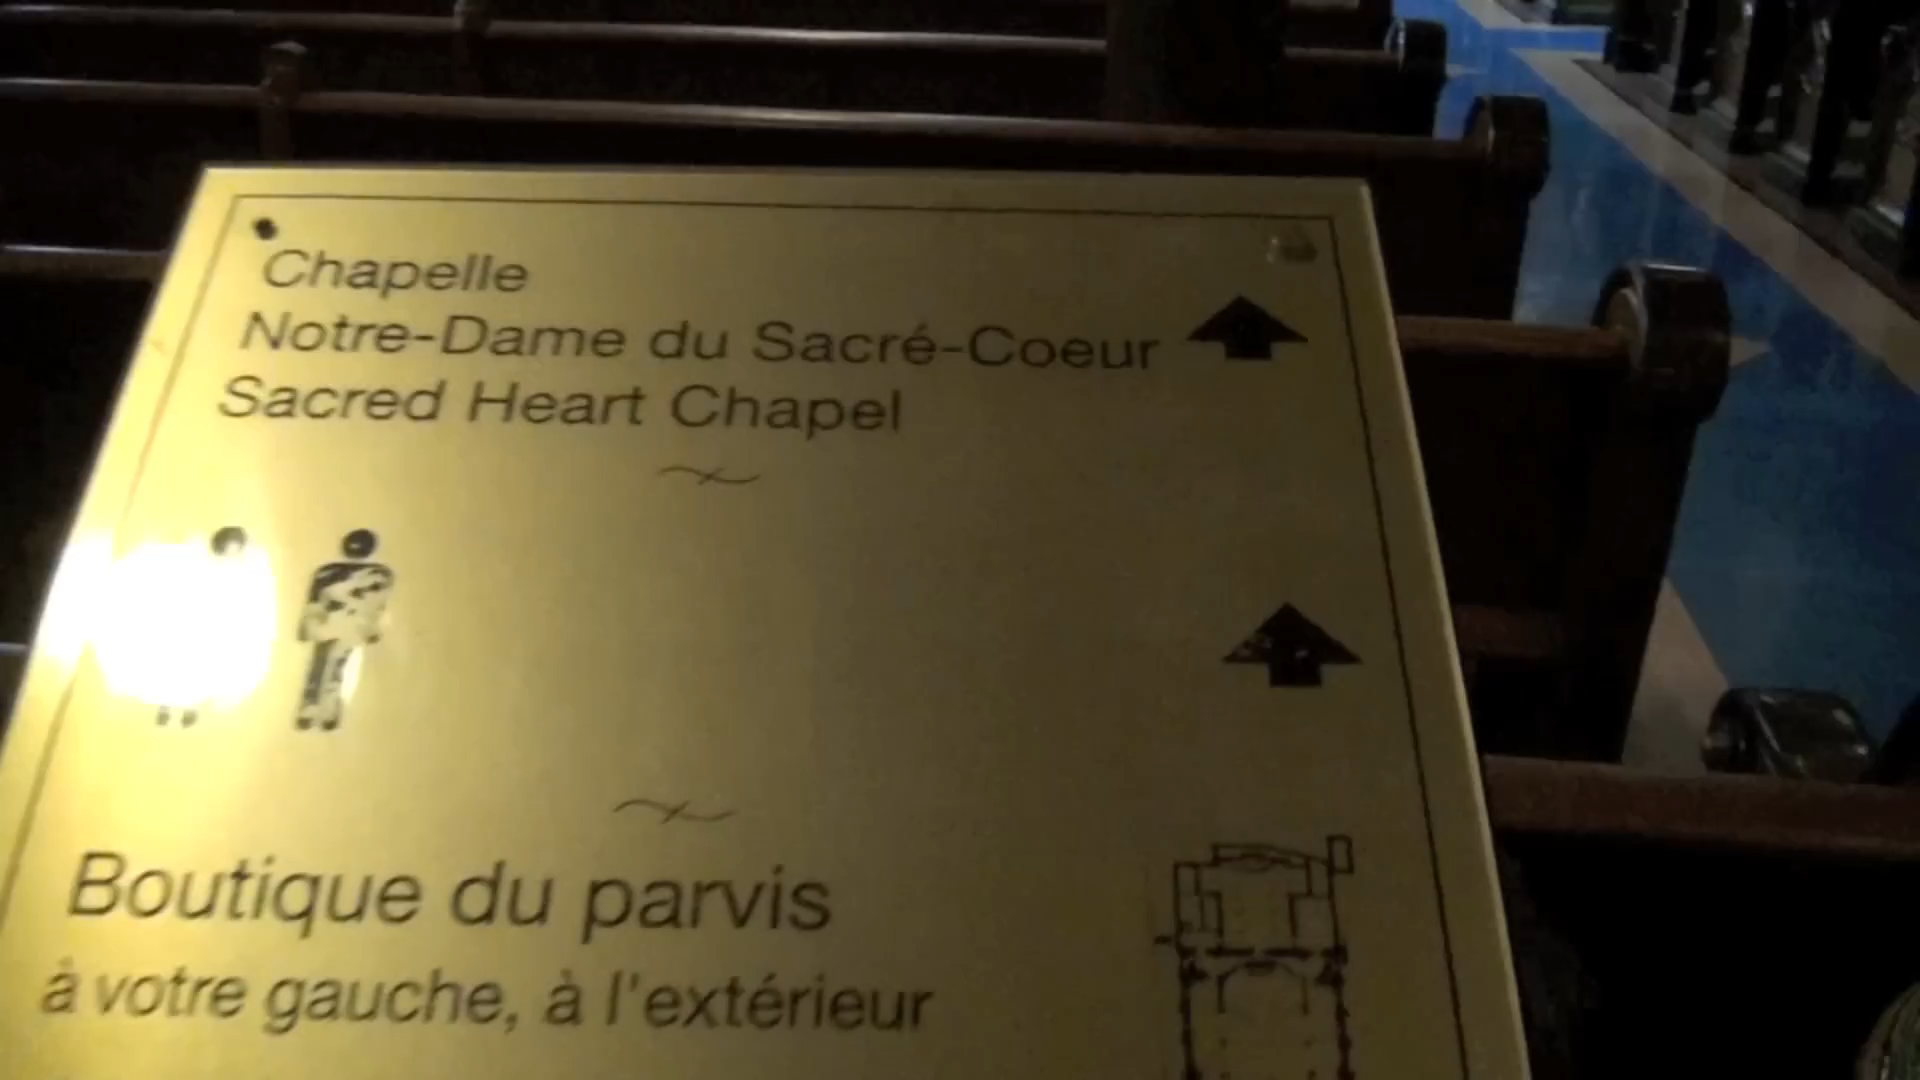 Chapelle
Notre-Dame du Sacré-Coeur
Sacred Heart Chapel
Boutique du parvis
à votre gauche, à l'extérieur